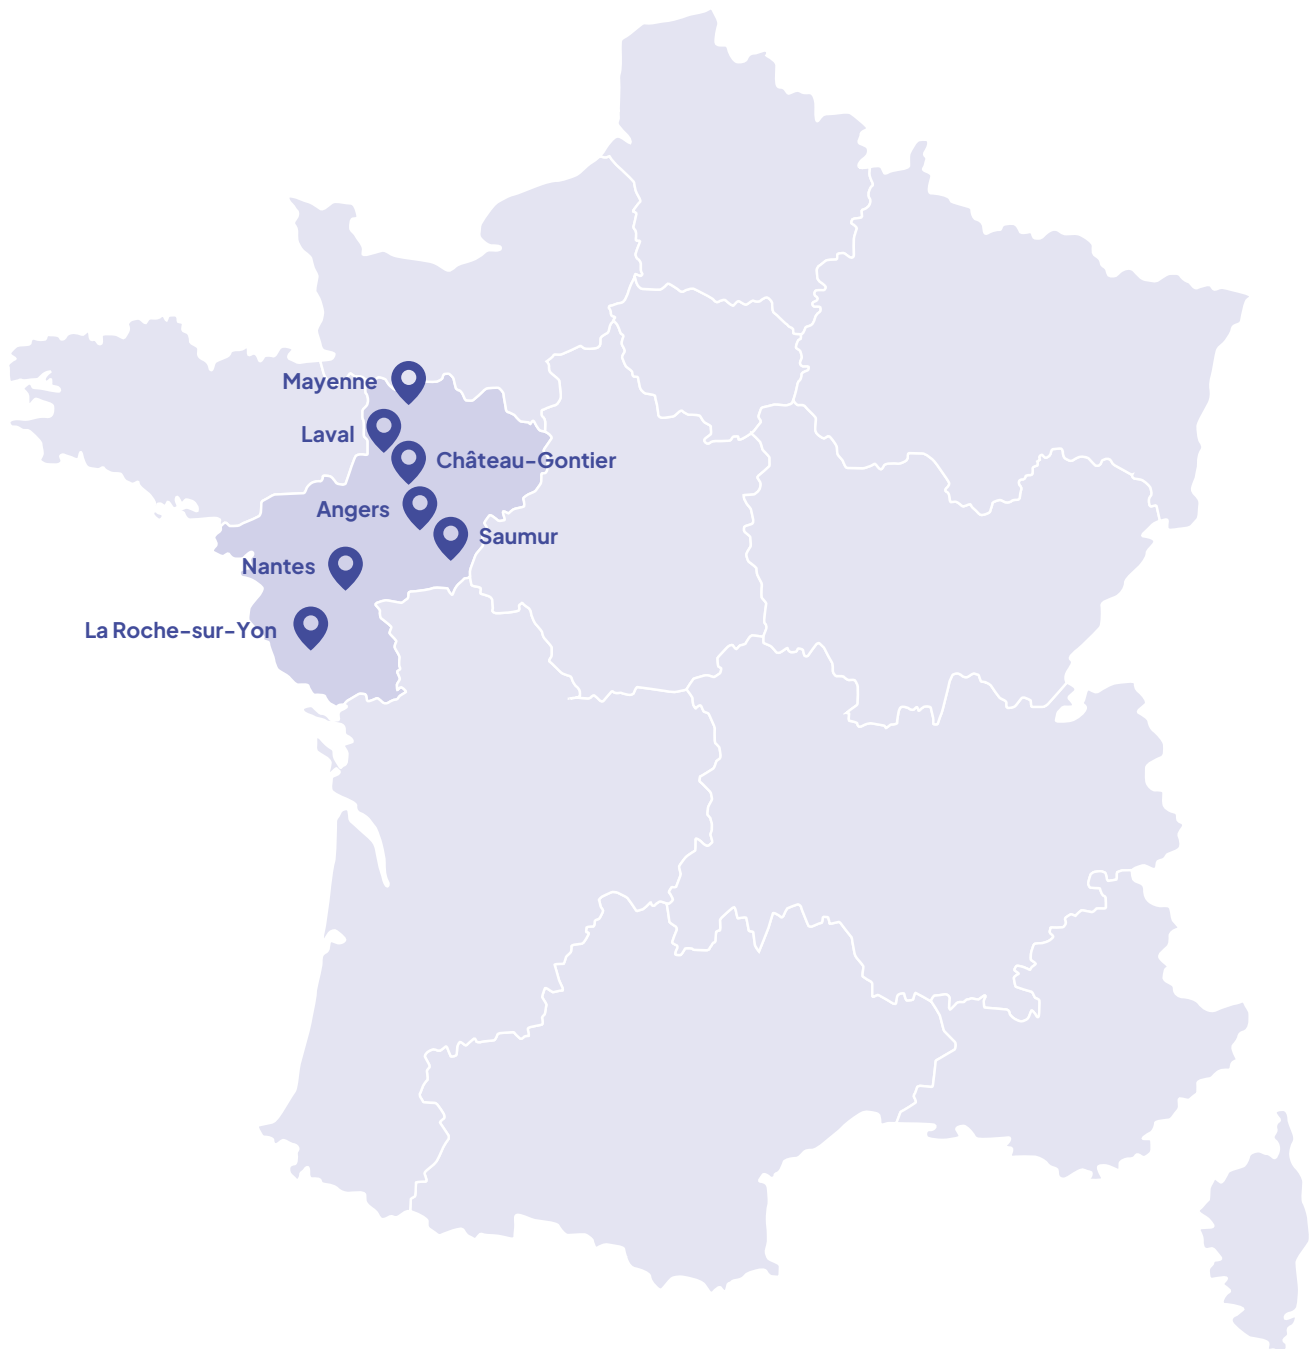 Mayenne
Laval
Château-Gontier
Angers
Saumur
Nantes
La Roche-sur-Yon